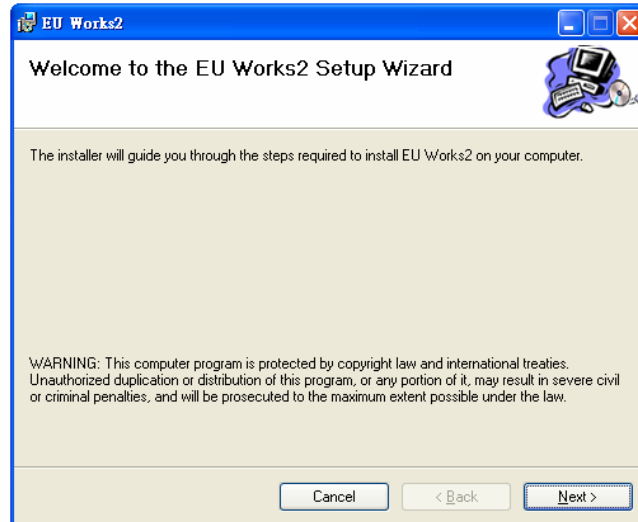 EU Works2
Welcome to the EU Works2 Setup Wizard
The installer will guide you through the steps required to install EU Works2 on your computer.
WARNING: This computer program is protected by copyright law and international treaties.
Unauthorized duplication or distribution of this program, or any portion of it, may result in severe civil
or criminal penalties, and will be prosecuted to the maximum extent possible under the law.
Cancel
< Back
Next >